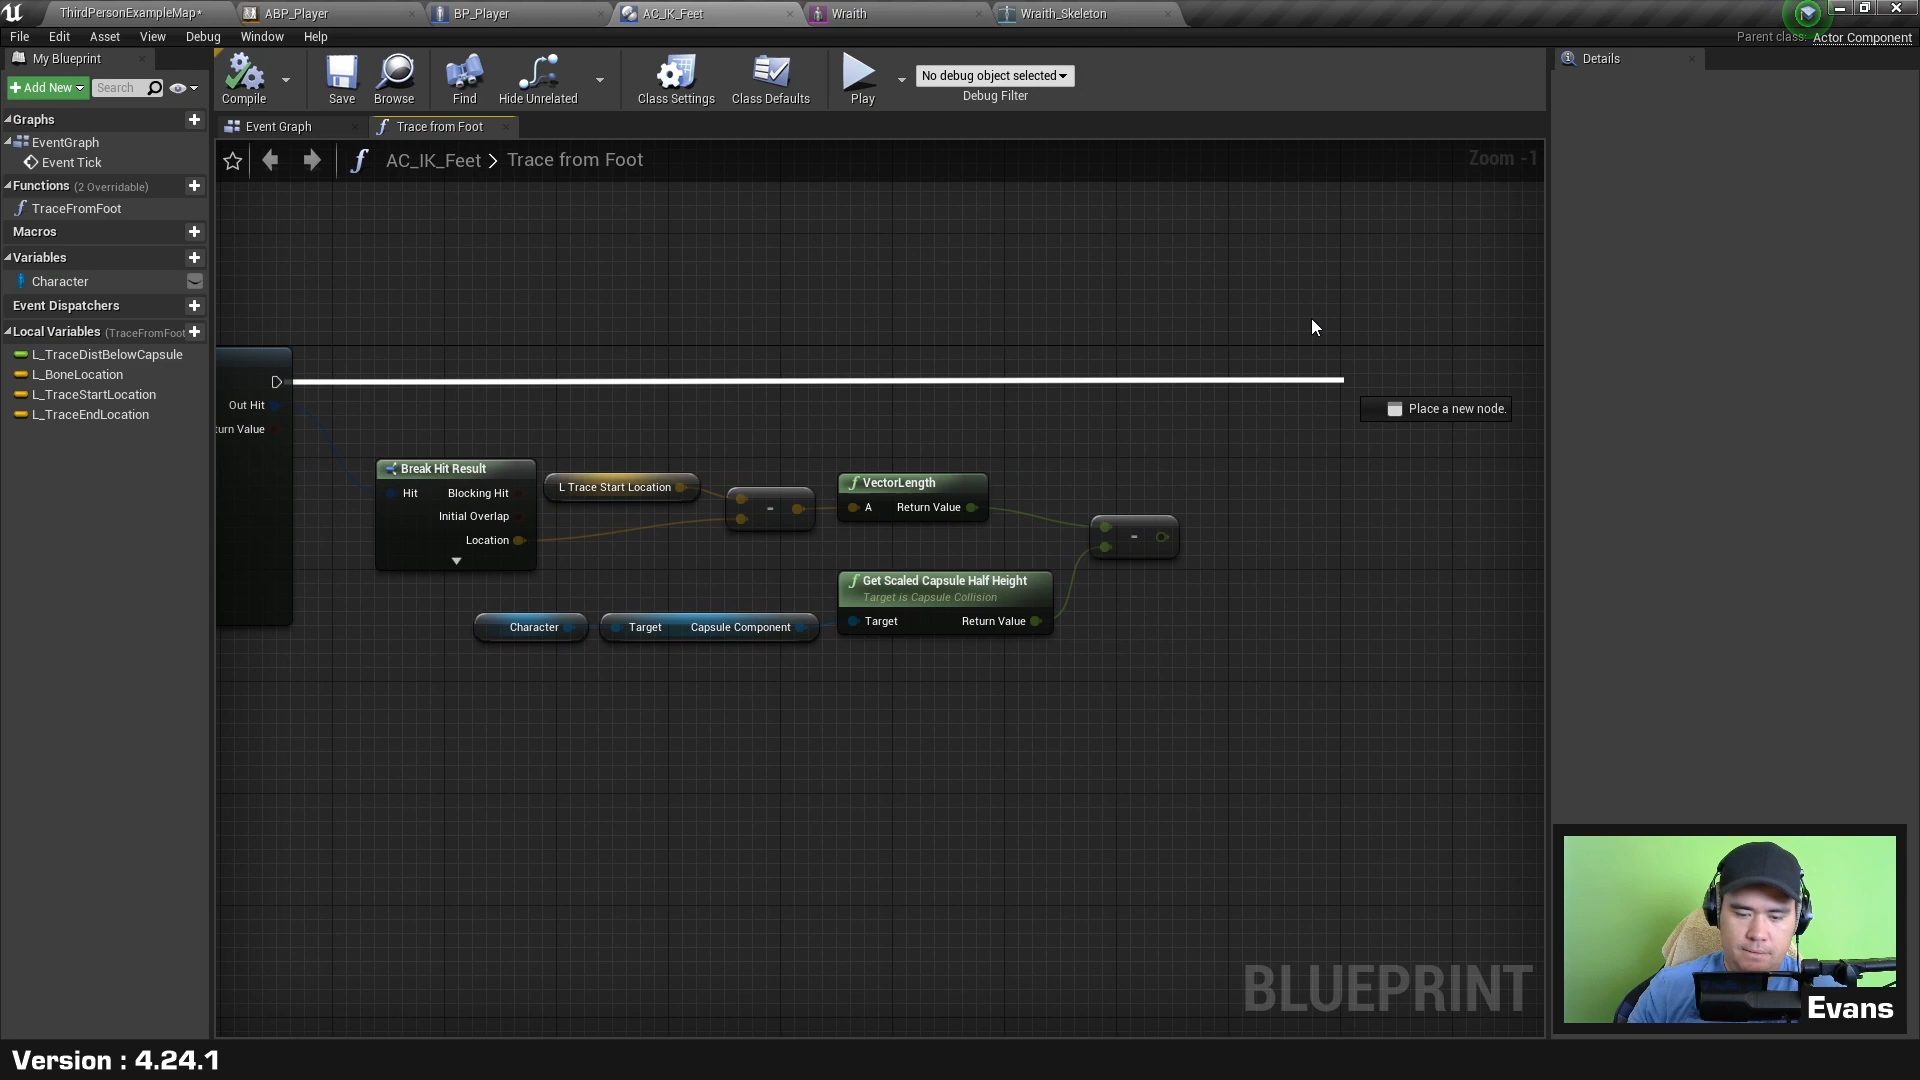 ThirdPersonExampleMap*
ABP_Player
BP_Player
AC_IK_Feet
Wraith
Wraith_Skeleton
File Edit Asset View Debug Window Help
Parent class: Actor Component
My Blueprint
Add New
Search
Compile
Save
Browse
Find
Hide Unrelated
Class Settings
Class Defaults
Play
No debug object selected
Debug Filter
Details
Graphs
EventGraph
Event Tick
Functions (2 Overridable)
TraceFromFoot
Macros
Variables
Character
Event Dispatchers
Local Variables (TraceFromFoot
L_TraceDistBelowCapsule
L_BoneLocation
L_TraceStartLocation
L_TraceEndLocation
Event Graph
Trace from Foot
AC_IK_Feet > Trace from Foot
Zoom -1
Out Hit
turn Value
Place a new node.
Break Hit Result
Hit Blocking Hit
Initial Overlap
Location
L Trace Start Location
-
VectorLength
A Return Value
-
Get Scaled Capsule Half Height
Target is Capsule Collision
Target Return Value
Character
Target Capsule Component
BLUEPRINT
Evans
Version : 4.24.1